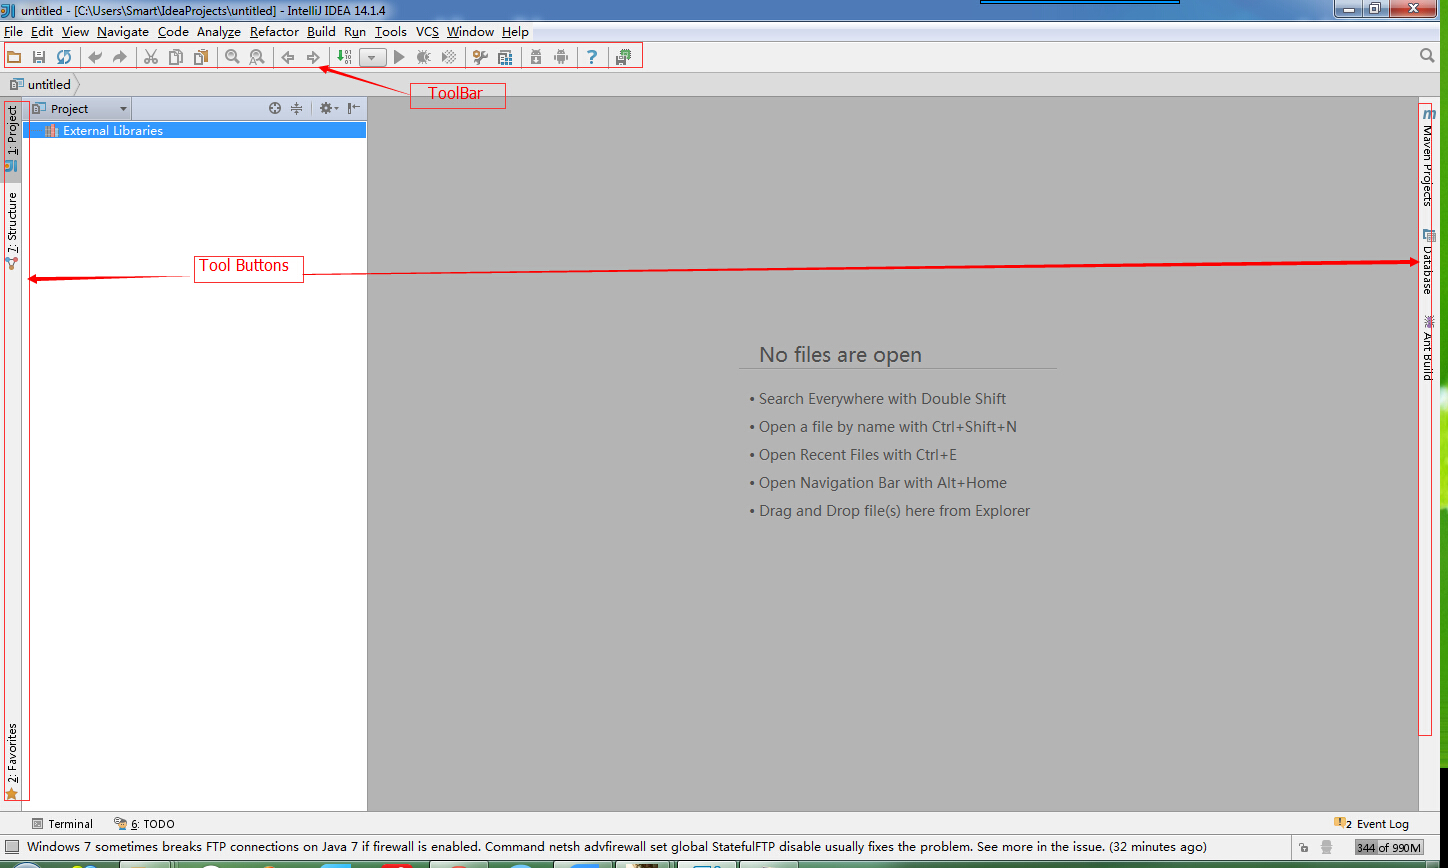 untitled - [C:\Users\Smart\IdeaProjects\untitled] - IntelliJ IDEA 14.1.4
File Edit View Navigate Code Analyze Refactor Build Run Tools VCS Window Help
untitled
ToolBar
Project
External Libraries
1: Project
7: Structure
2: Favorites
Tool Buttons
Maven Projects
Database
Ant Build
No files are open
• Search Everywhere with Double Shift
• Open a file by name with Ctrl+Shift+N
• Open Recent Files with Ctrl+E
• Open Navigation Bar with Alt+Home
• Drag and Drop file(s) here from Explorer
Terminal 6: TODO 2 Event Log
Windows 7 sometimes breaks FTP connections on Java 7 if firewall is enabled. Command netsh advfirewall set global StatefulFTP disable usually fixes the problem. See more in the issue. (32 minutes ago) 344 of 990M